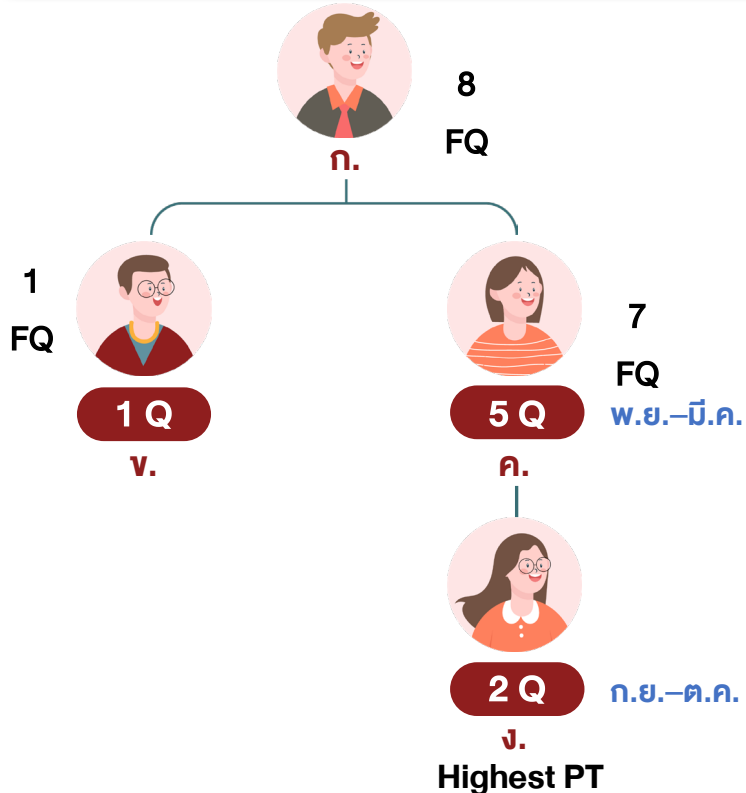 8
FQ
ก.
1
FQ
7
FQ
1 Q
5 Q
พ.ย.–มี.ค.
ข.
ค.
2 Q
ก.ย.–ต.ค.
ง.
Highest PT